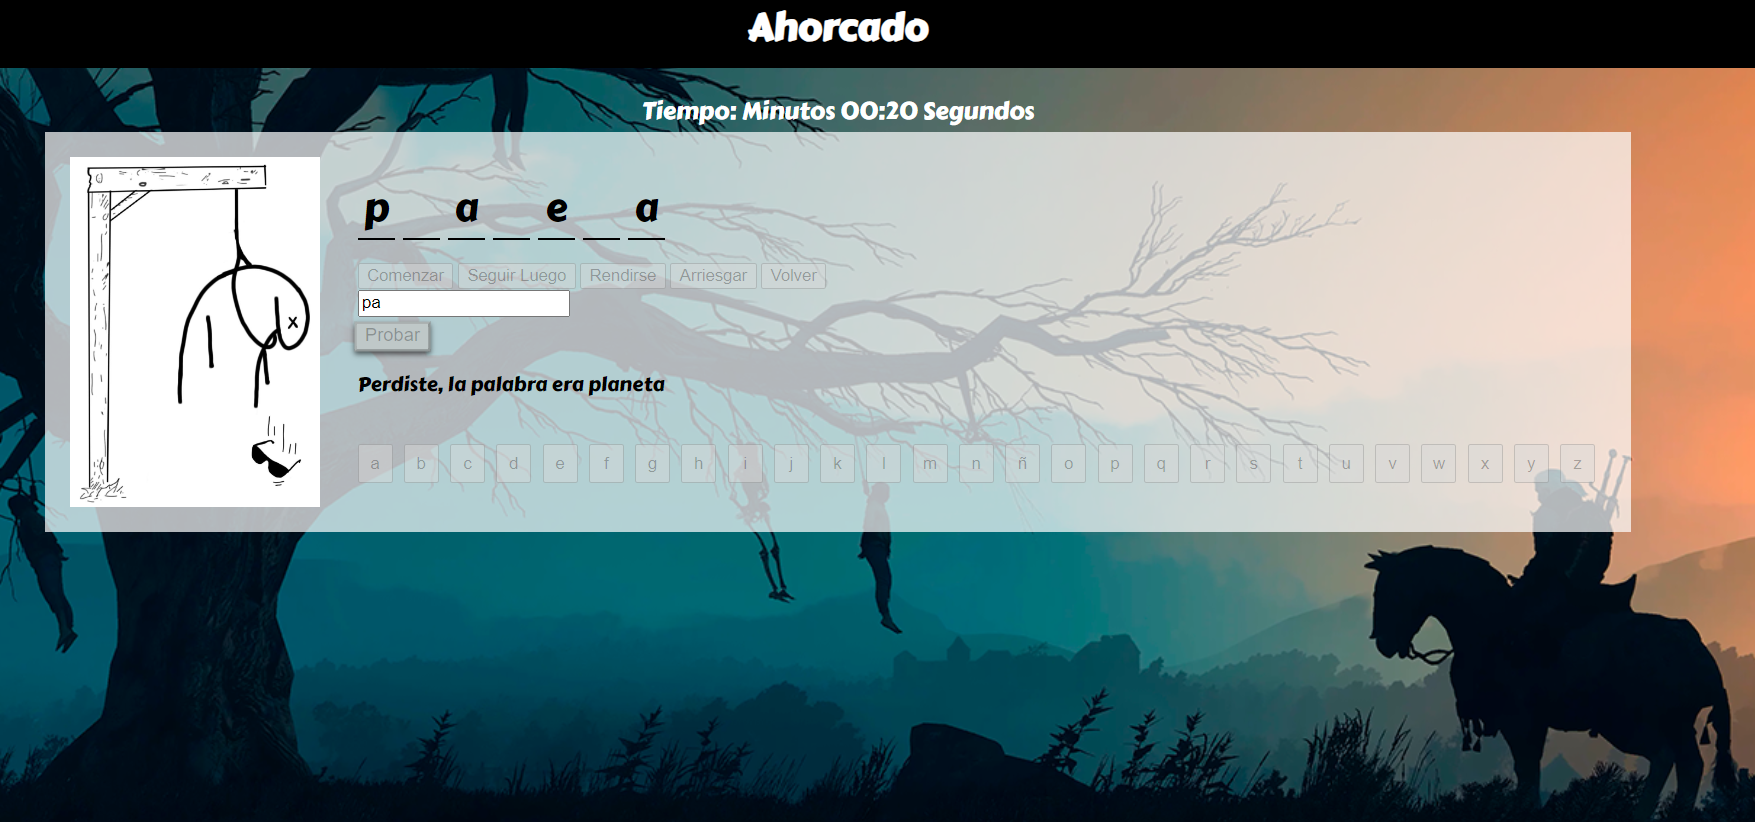 Ahorcado
Tiempo: Minutos 00:20 Segundos
p a e a
Comenzar Seguir Luego Rendirse Arriesgar Volver
pa
Probar
Perdiste, la palabra era planeta
a b c d e f g h i j k l m n ñ o p q r s t u v w x y z